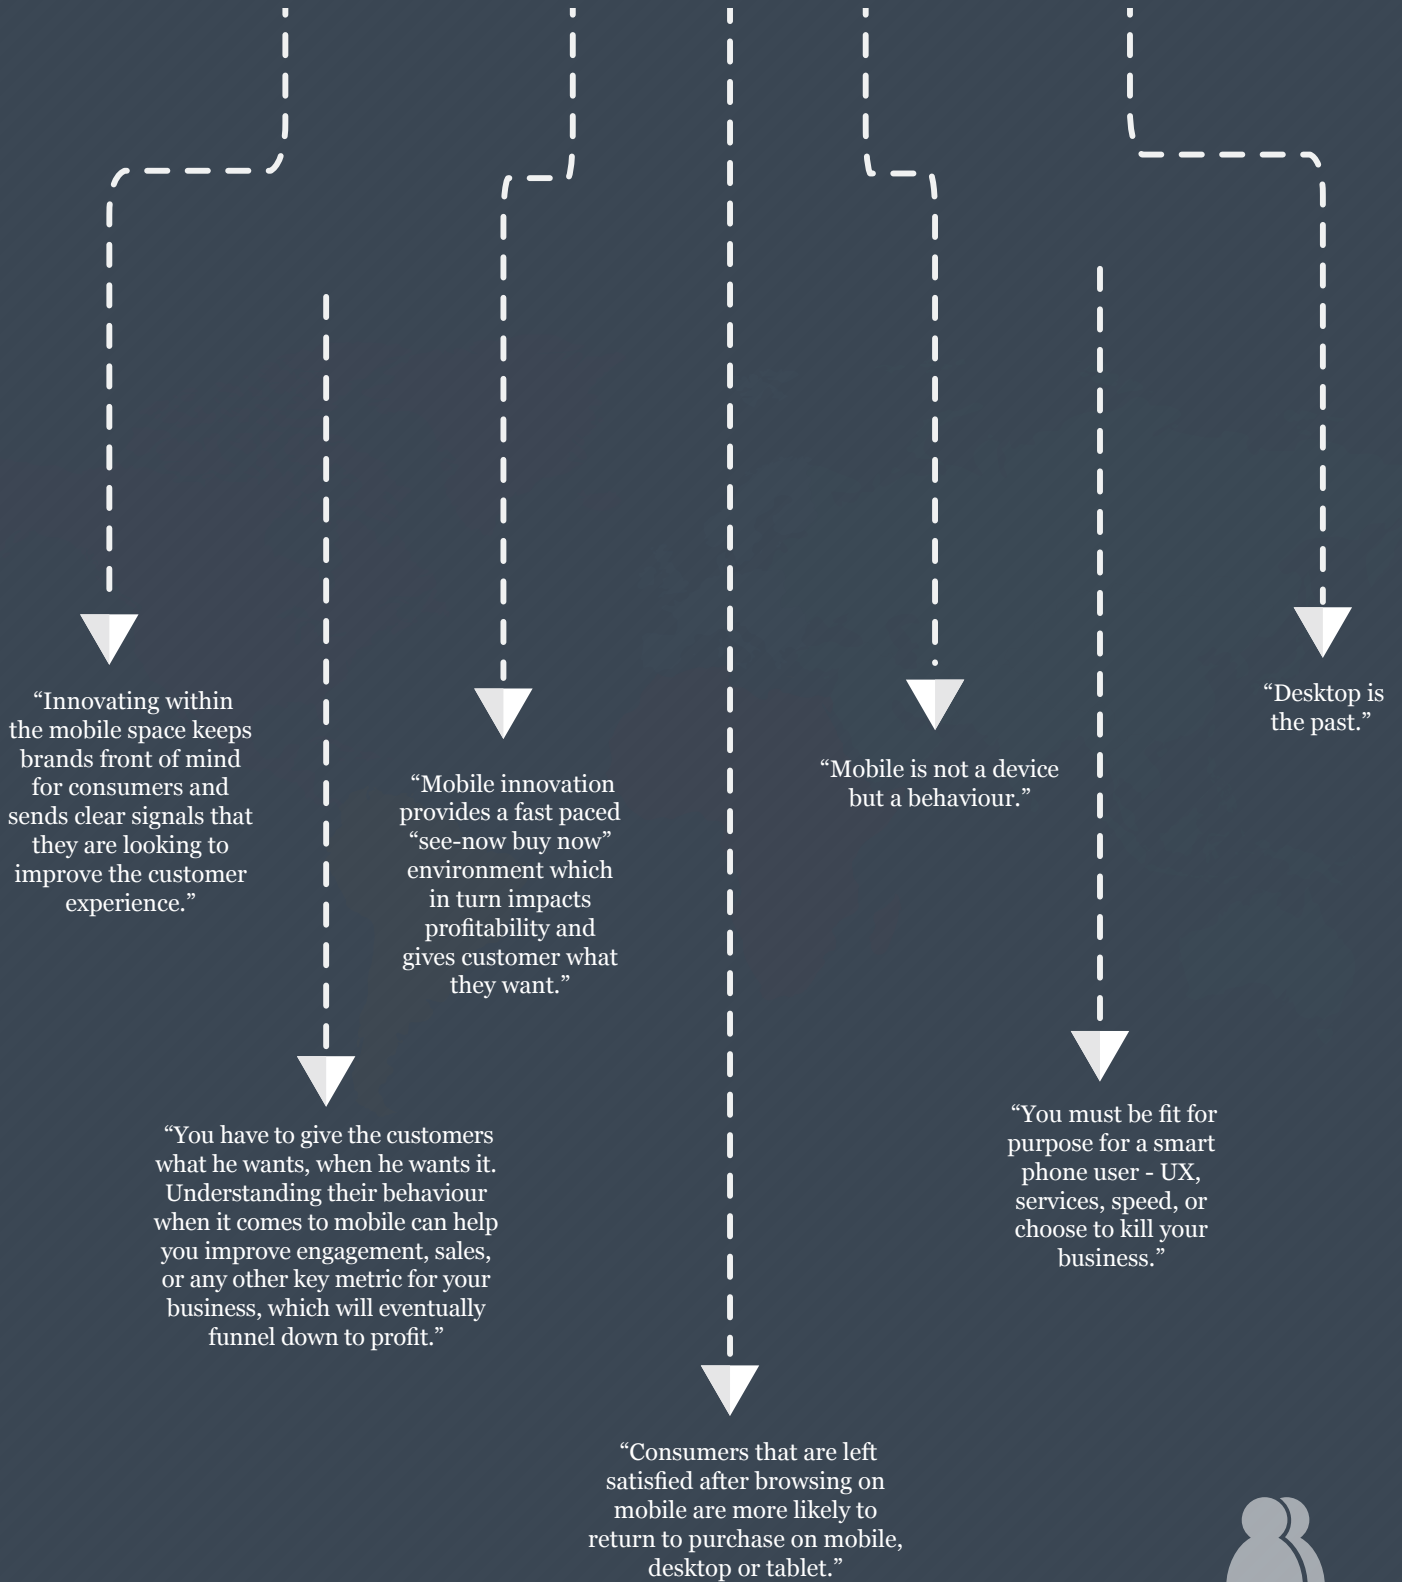 “Innovating within
the mobile space keeps
brands front of mind
for consumers and
sends clear signals that
they are looking to
improve the customer
experience.”
“You have to give the customers
what he wants, when he wants it.
Understanding their behaviour
when it comes to mobile can help
you improve engagement, sales,
or any other key metric for your
business, which will eventually
funnel down to profit.”
“Mobile innovation
provides a fast paced
“see-now buy now”
environment which
in turn impacts
profitability and
gives customer what
they want.”
“Consumers that are left
satisfied after browsing on
mobile are more likely to
return to purchase on mobile,
desktop or tablet.”
“Mobile is not a device
but a behaviour.”
“You must be fit for
purpose for a smart
phone user - UX,
services, speed, or
choose to kill your
business.”
“Desktop is
the past.”